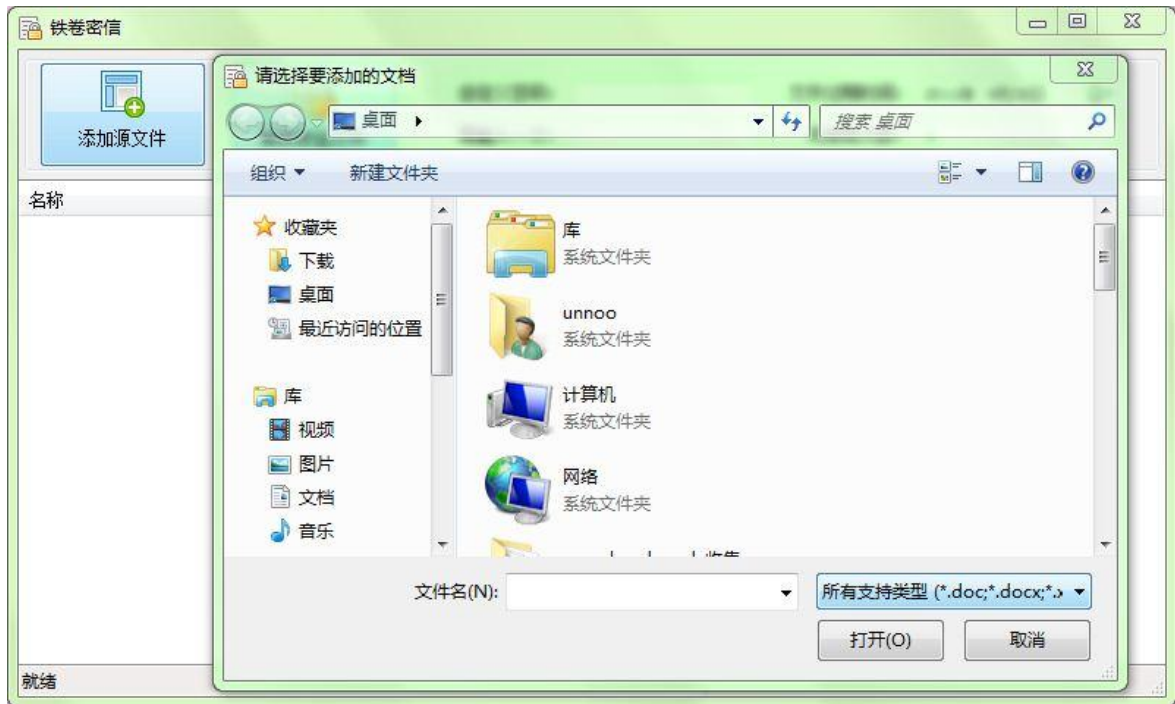 铁卷密信
请选择要添加的文档
桌面
搜索 桌面
添加源文件
组织 新建文件夹
名称
收藏夹
下载
桌面
最近访问的位置
库
视频
图片
文档
音乐
库
系统文件夹
unnoo
系统文件夹
计算机
系统文件夹
网络
系统文件夹
文件名(N):
所有支持类型 (*.doc;*.docx;*.x
打开(O) 取消
就绪